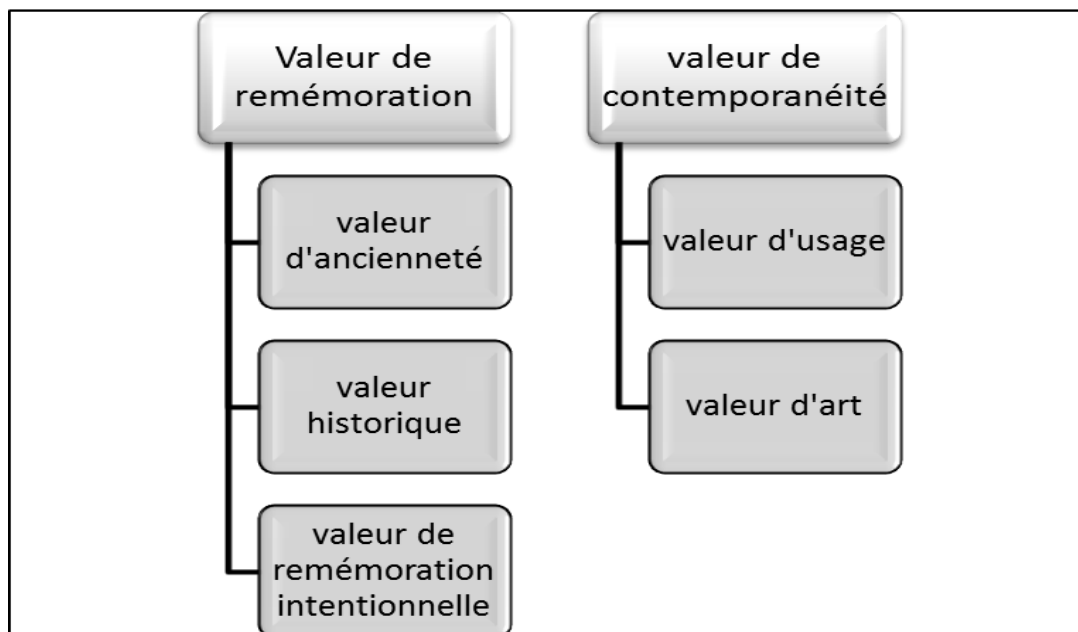 Valeur de
remémoration
valeur
d'ancienneté
valeur
historique
valeur de
remémoration
intentionnelle
valeur de
contemporanéité
valeur d'usage
valeur d'art